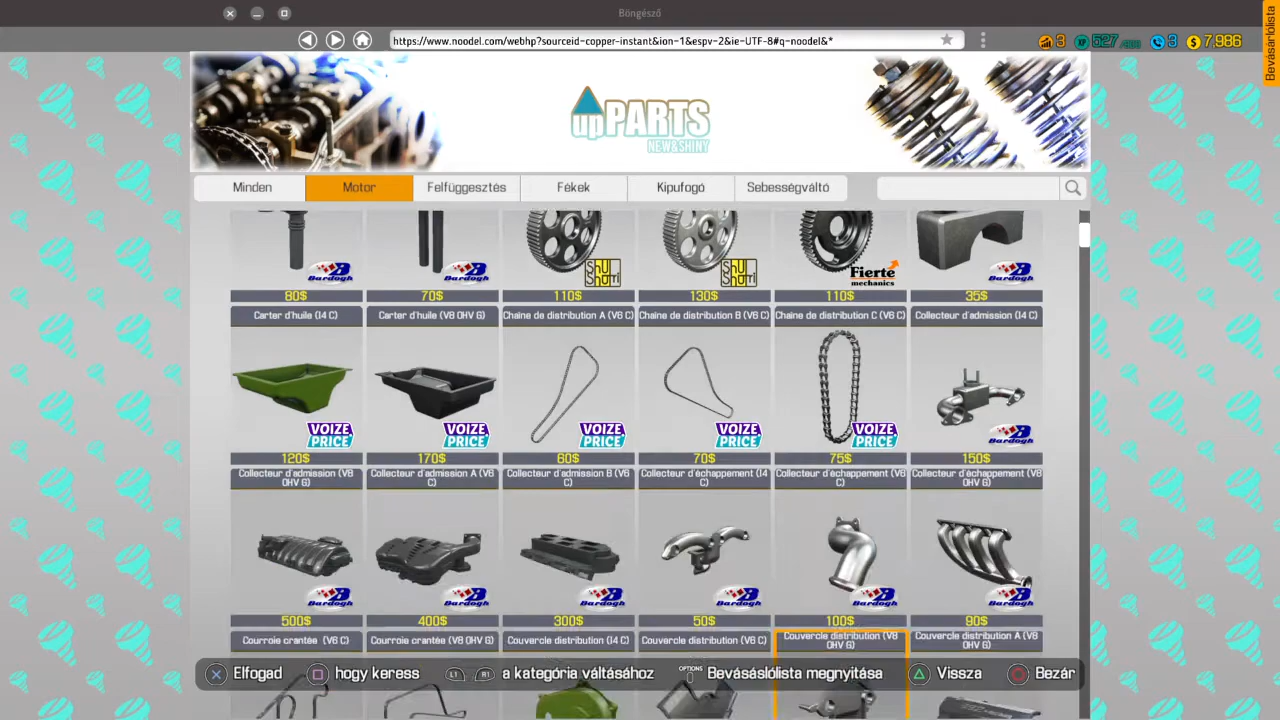 Böngésző
https://www.noodel.com/webhp?sourceid-copper-instant&ion-1&espv-2&ie-UTF-8#q-noodel&*
3
527
3
$ 7,986
Bevásárlólista
upPARTS
NEW&SHINY
Minden
Motor
Felfüggesztés
Fékek
Kipufogó
Sebességváltó
Bardogh
Bardogh
ShUShUTTi
ShUShUTTi
Fierte
mechanics
Bardogh
80$
70$
110$
130$
110$
35$
Carter d'huile (I4 C)
Carter d'huile (V8 OHV G)
Chaîne de distribution A (V6 C)
Chaîne de distribution B (V6 C)
Chaîne de distribution C (V6 C)
Collecteur d'admission (I4 C)
VOIZE
PRICE
VOIZE
PRICE
VOIZE
PRICE
VOIZE
PRICE
VOIZE
PRICE
Bardogh
120$
170$
60$
70$
75$
150$
Collecteur d'admission (V8
OHV G)
Collecteur d'admission A (V6
C)
Collecteur d'admission B (V6
C)
Collecteur d'échappement (I4
C)
Collecteur d'échappement (V6
C)
Collecteur d'échappement (V8
OHV G)
Bardogh
Bardogh
Bardogh
Bardogh
Bardogh
Bardogh
500$
400$
300$
50$
100$
90$
Courroie crantée (V6 C)
Courroie crantée (V8 OHV G)
Couvercle distribution (I4 C)
Couvercle distribution (V6 C)
Couvercle distribution (V8
OHV G)
Couvercle distribution A (V6
C)
Elfogad
hogy keress
L1
R1
a kategória váltásához
OPTIONS
Bevásáslólista megnyitása
Vissza
Bezár